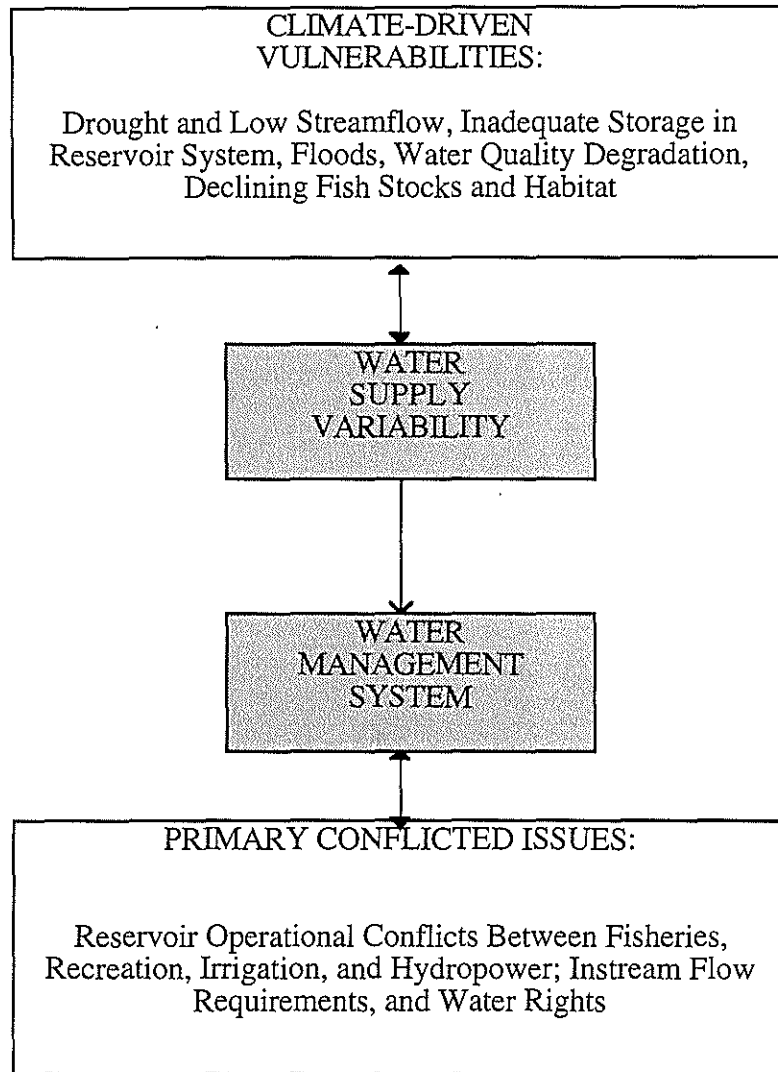 CLIMATE-DRIVEN
VULNERABILITIES:
Drought and Low Streamflow, Inadequate Storage in
Reservoir System, Floods, Water Quality Degradation,
Declining Fish Stocks and Habitat
WATER
SUPPLY
VARIABILITY
WATER
MANAGEMENT
SYSTEM
PRIMARY CONFLICTED ISSUES:
Reservoir Operational Conflicts Between Fisheries,
Recreation, Irrigation, and Hydropower; Instream Flow
Requirements, and Water Rights